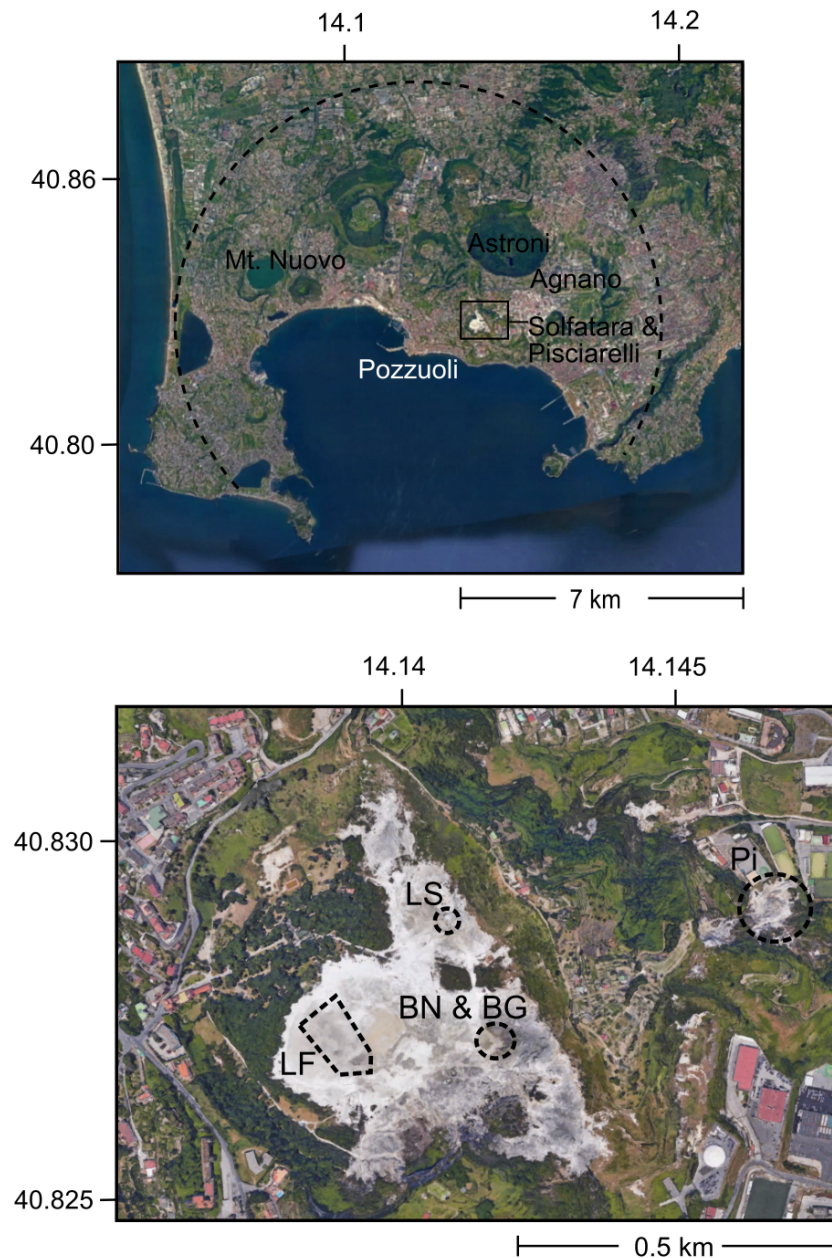 14.1
14.2
40.86
Astroni
Mt. Nuovo
Agnano
Solfatara &
Pisciarelli
Pozzuoli
40.80
7 km
14.14
14.145
40.830
Pi
LS
BN & BG
LF
40.825
0.5 km